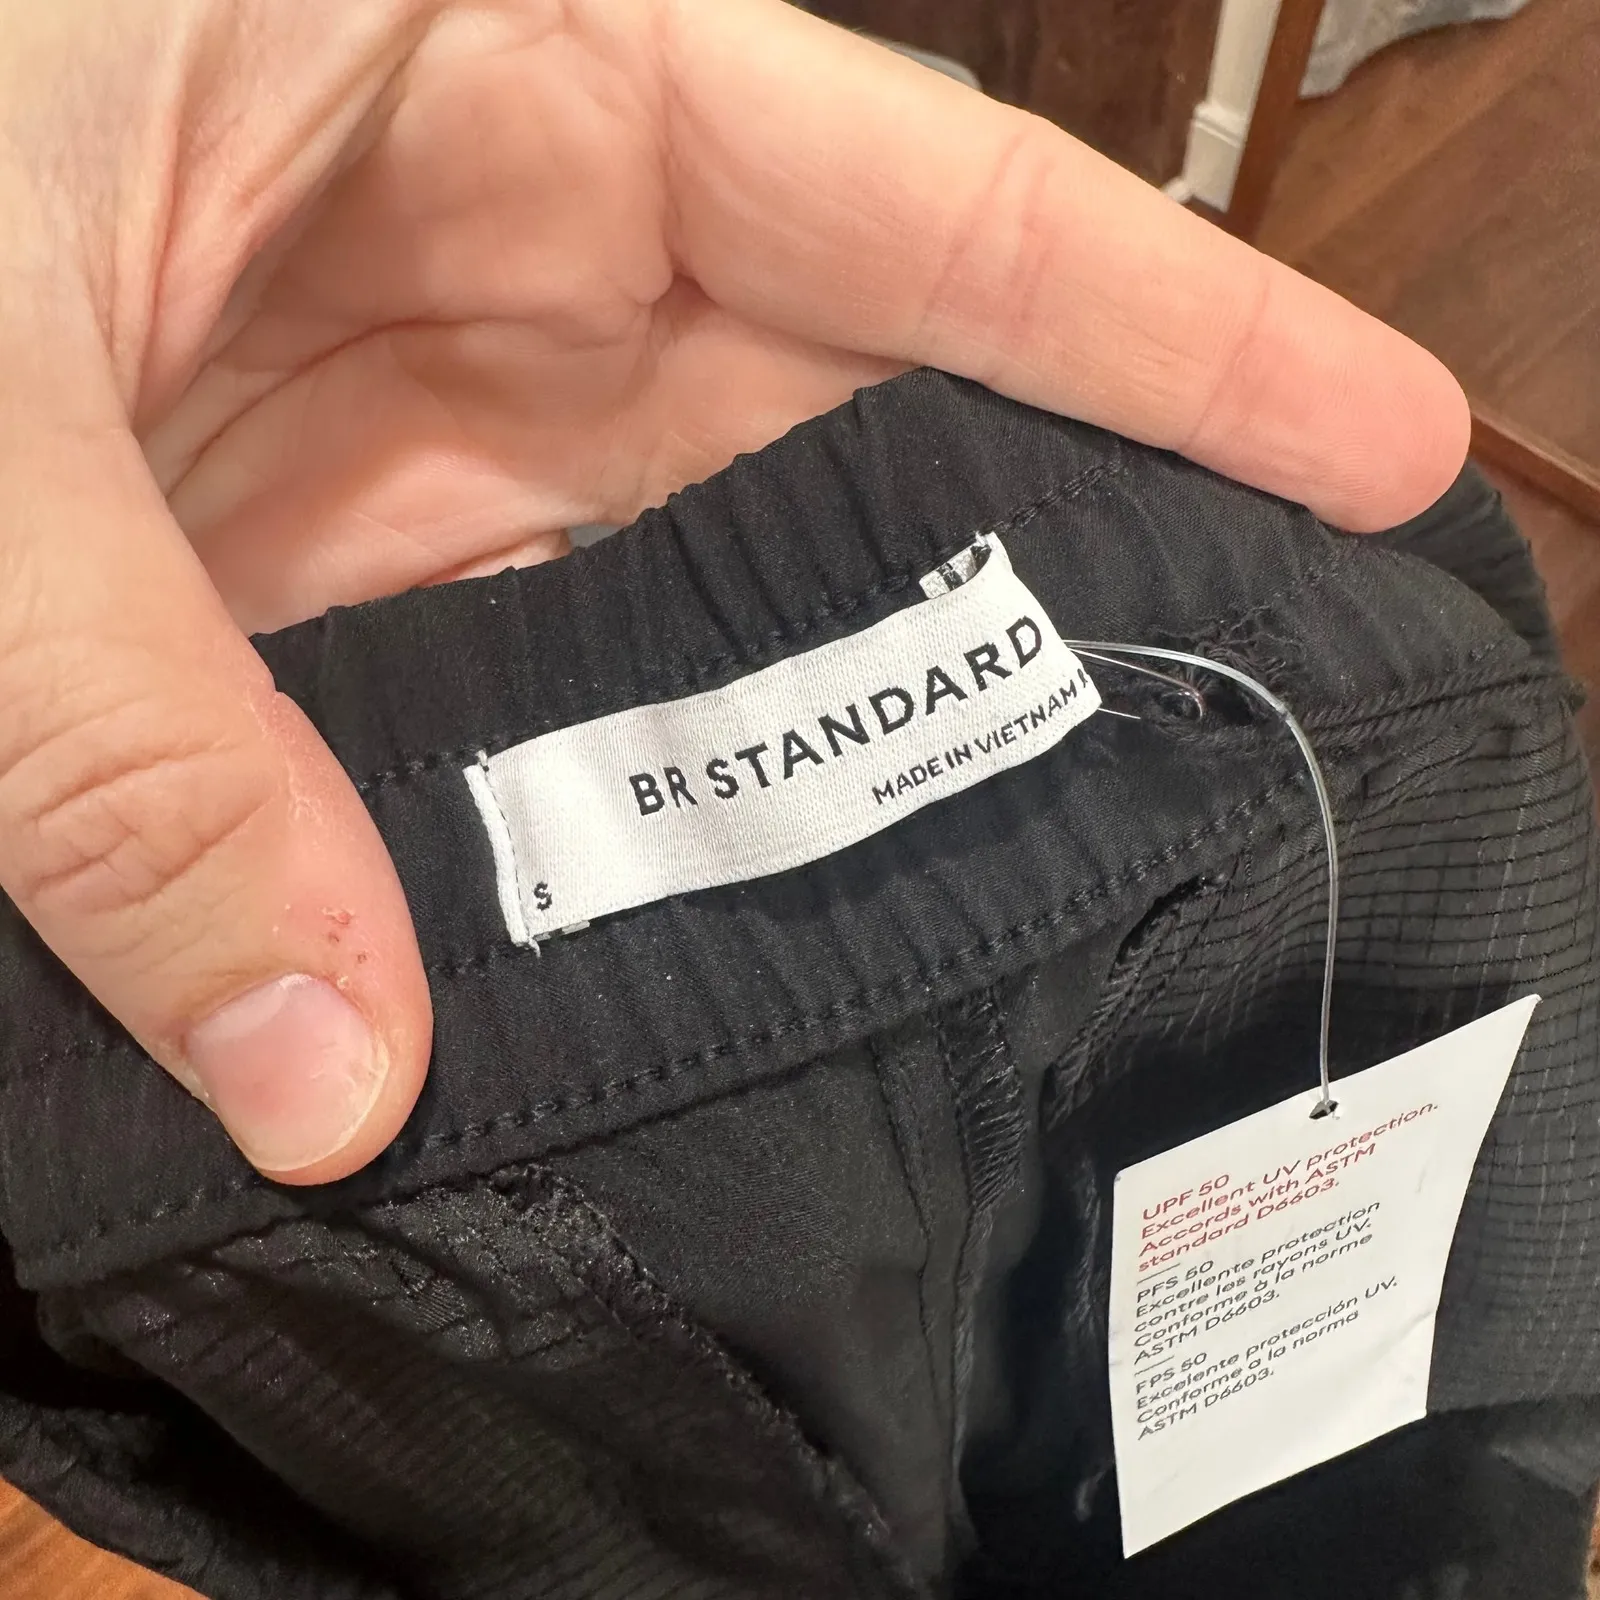 BR STANDARD
MADE IN VIETNAM
S
UPF 50
Excellent UV protection.
Accords with ASTM
standard D6603.
PFS 50
Excellente protection
contre les rayons UV.
Conforme à la norme
ASTM D6603.
FPS 50
Excelente protección UV.
Conforme a la norma
ASTM D6603.